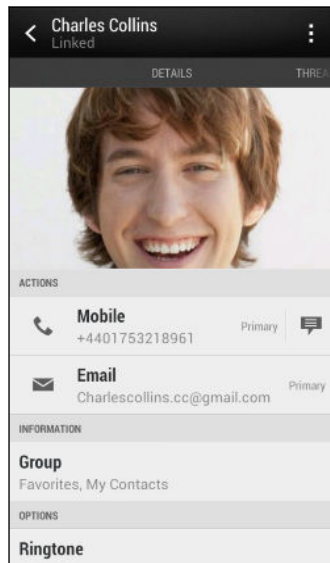 Charles Collins
Linked
DETAILS
THREA
ACTIONS
Mobile
+4401753218961
Primary
Email
Charlescollins.cc@gmail.com
Primary
INFORMATION
Group
Favorites, My Contacts
OPTIONS
Ringtone